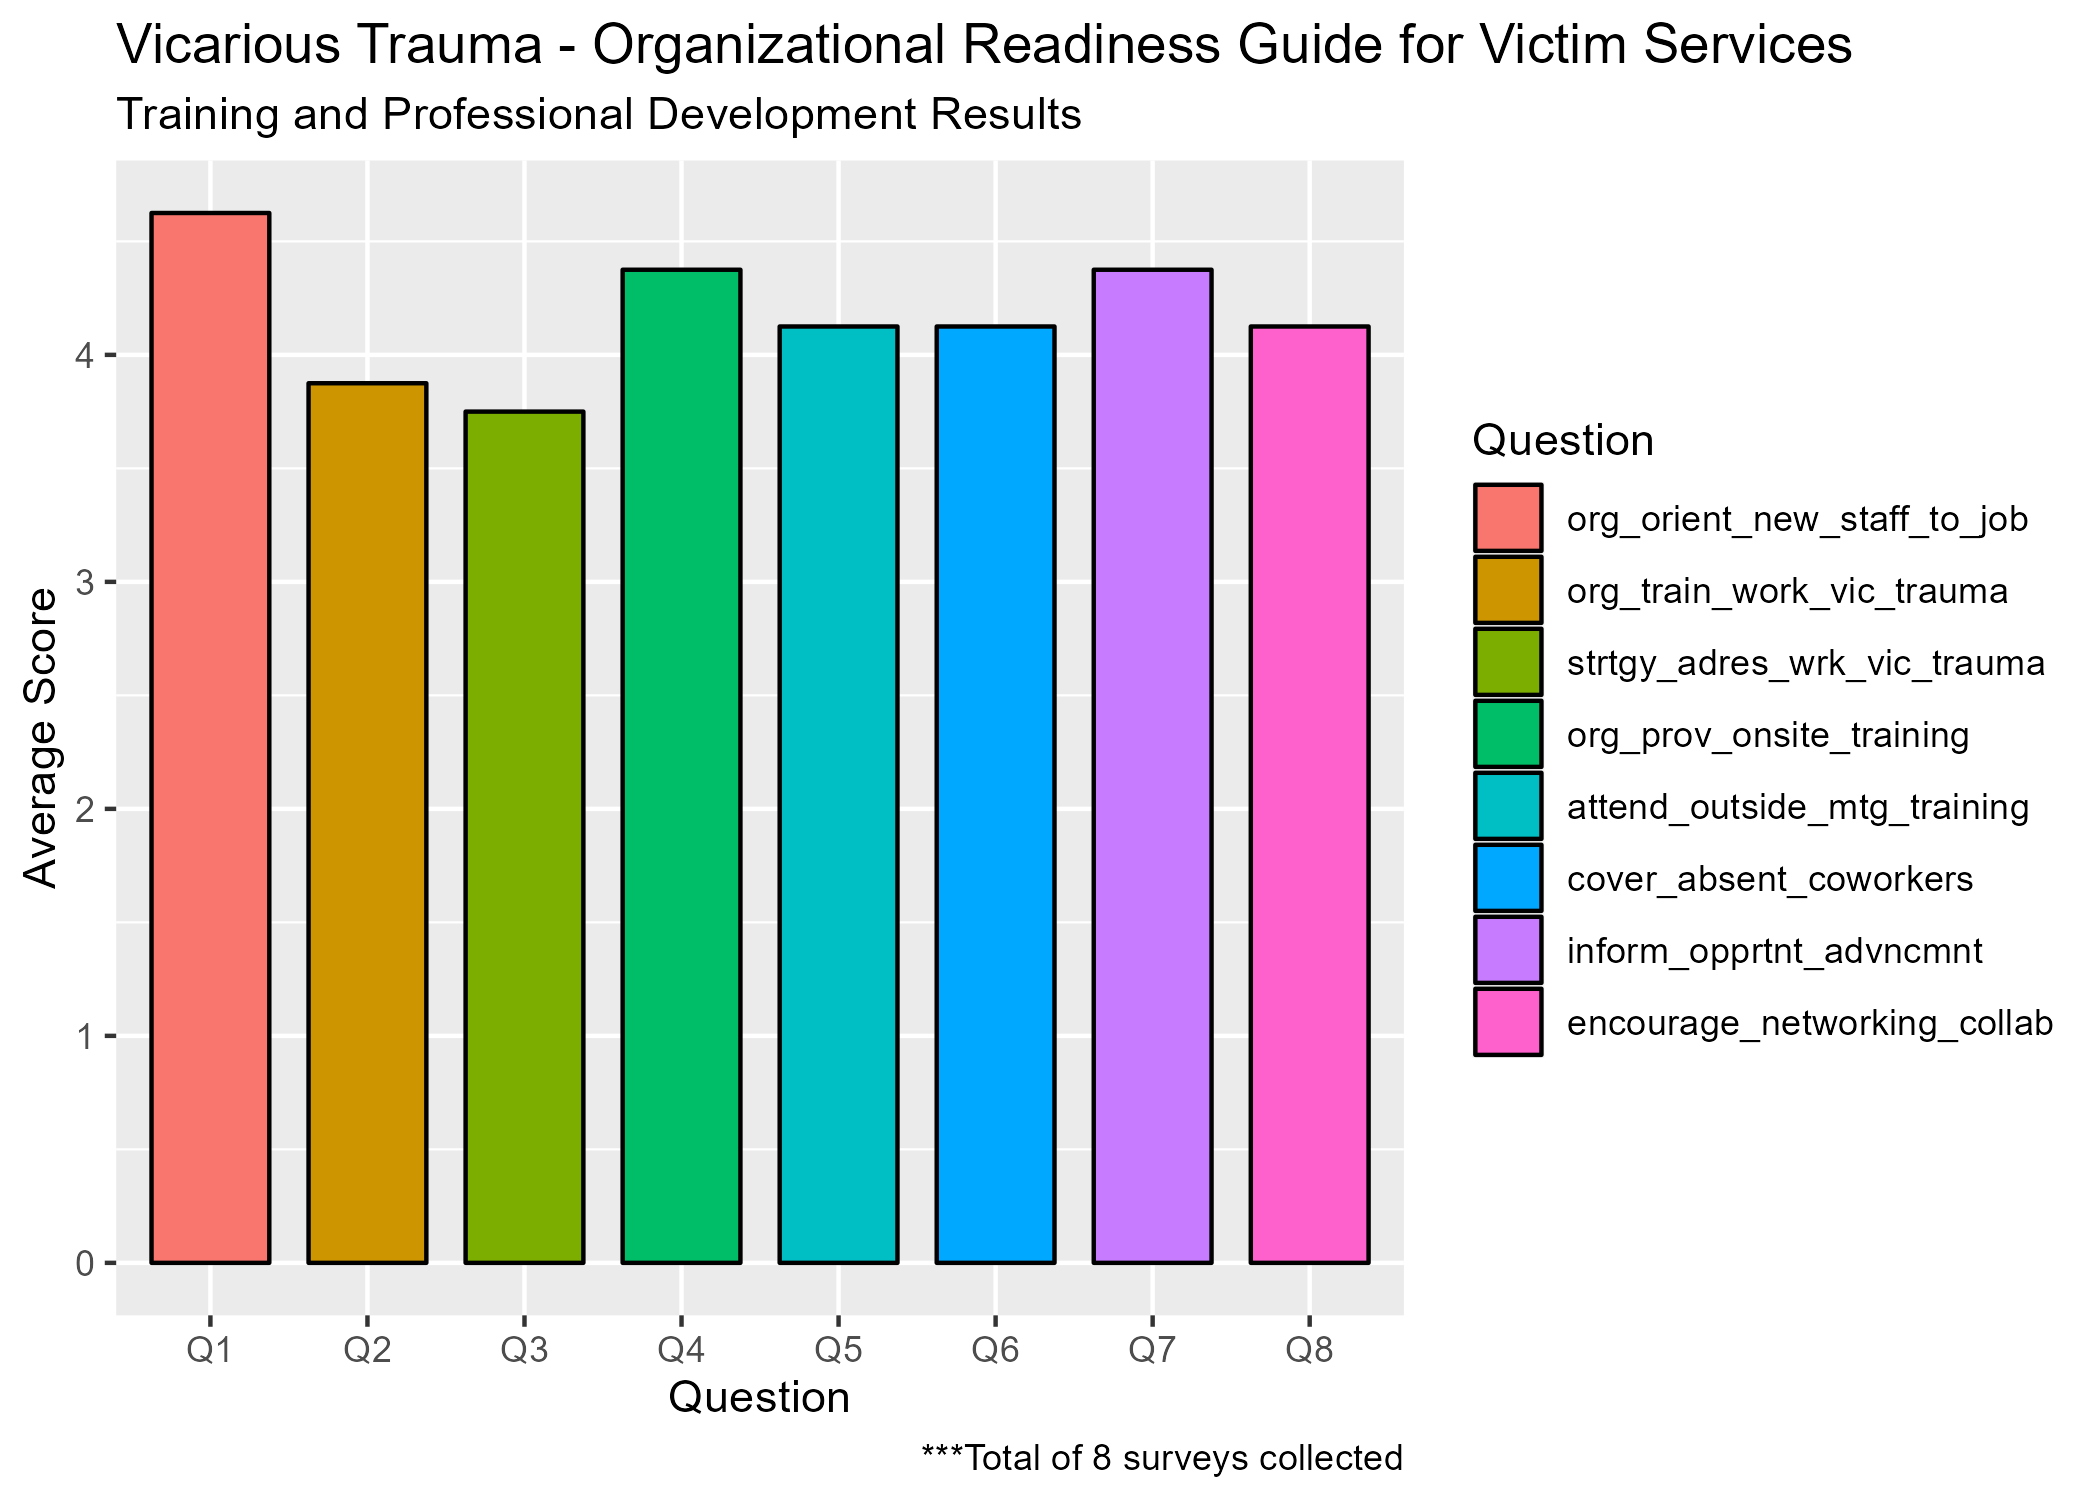 Vicarious Trauma - Organizational Readiness Guide for Victim Services
Training and Professional Development Results
Average Score
4
3
2
1
0
Q1 Q2 Q3 Q4 Q5 Q6 Q7 Q8
Question
***Total of 8 surveys collected
Question
org_orient_new_staff_to_job
org_train_work_vic_trauma
strtgy_adres_wrk_vic_trauma
org_prov_onsite_training
attend_outside_mtg_training
cover_absent_coworkers
inform_opprtnt_advncmnt
encourage_networking_collab